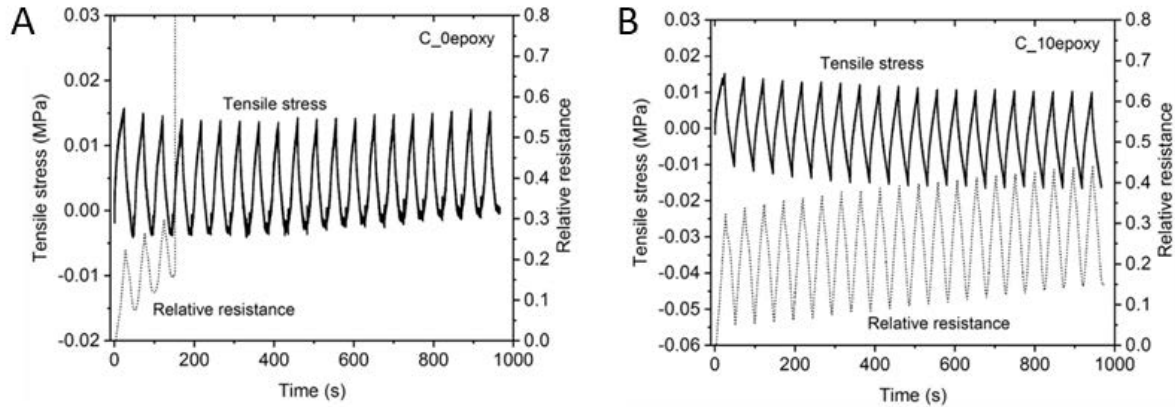 A
C_0epoxy
Tensile stress
Relative resistance
Tensile stress (MPa)
0.03
0.02
0.01
0.00
-0.01
-0.02
Relative resistance
0.8
0.7
0.6
0.5
0.4
0.3
0.2
0.1
0.0
0 200 400 600 800 1000
Time (s)
B
C_10epoxy
Tensile stress
Relative resistance
Tensile stress (MPa)
0.03
0.02
0.01
0.00
-0.01
-0.02
-0.03
-0.04
-0.05
-0.06
Relative resistance
0.8
0.7
0.6
0.5
0.4
0.3
0.2
0.1
0.0
0 200 400 600 800 1000
Time (s)